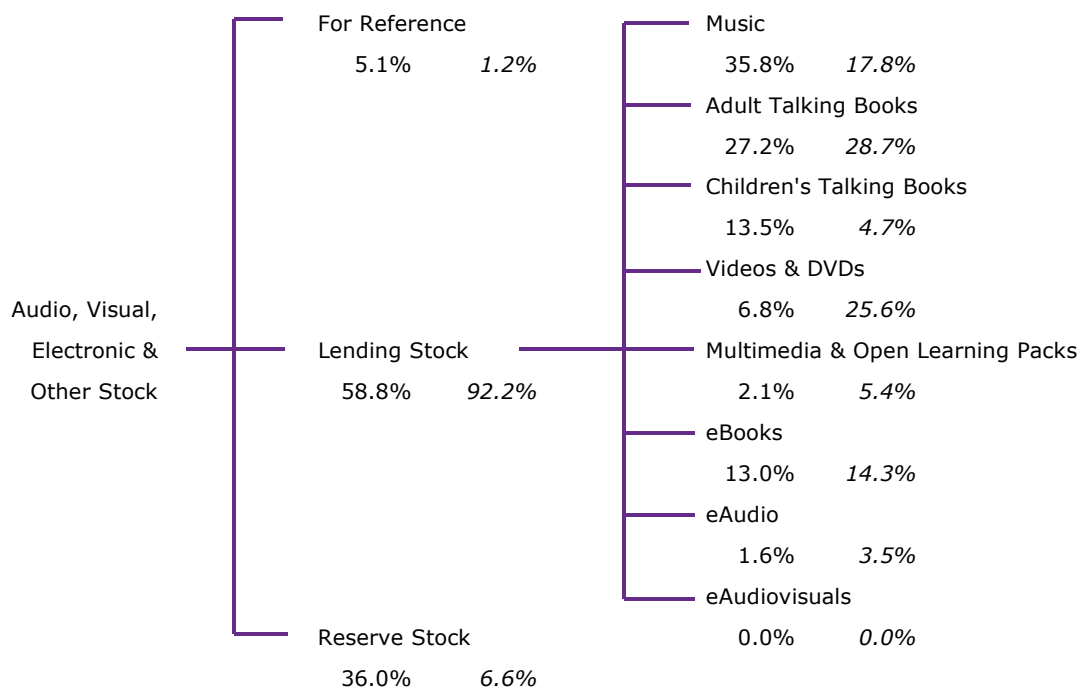 For Reference
5.1% 1.2%
Music
35.8% 17.8%
Adult Talking Books
27.2% 28.7%
Children's Talking Books
13.5% 4.7%
Videos & DVDs
6.8% 25.6%
Audio, Visual,
Electronic &
Other Stock
Lending Stock
58.8% 92.2%
Multimedia & Open Learning Packs
2.1% 5.4%
eBooks
13.0% 14.3%
eAudio
1.6% 3.5%
eAudiovisuals
0.0% 0.0%
Reserve Stock
36.0% 6.6%